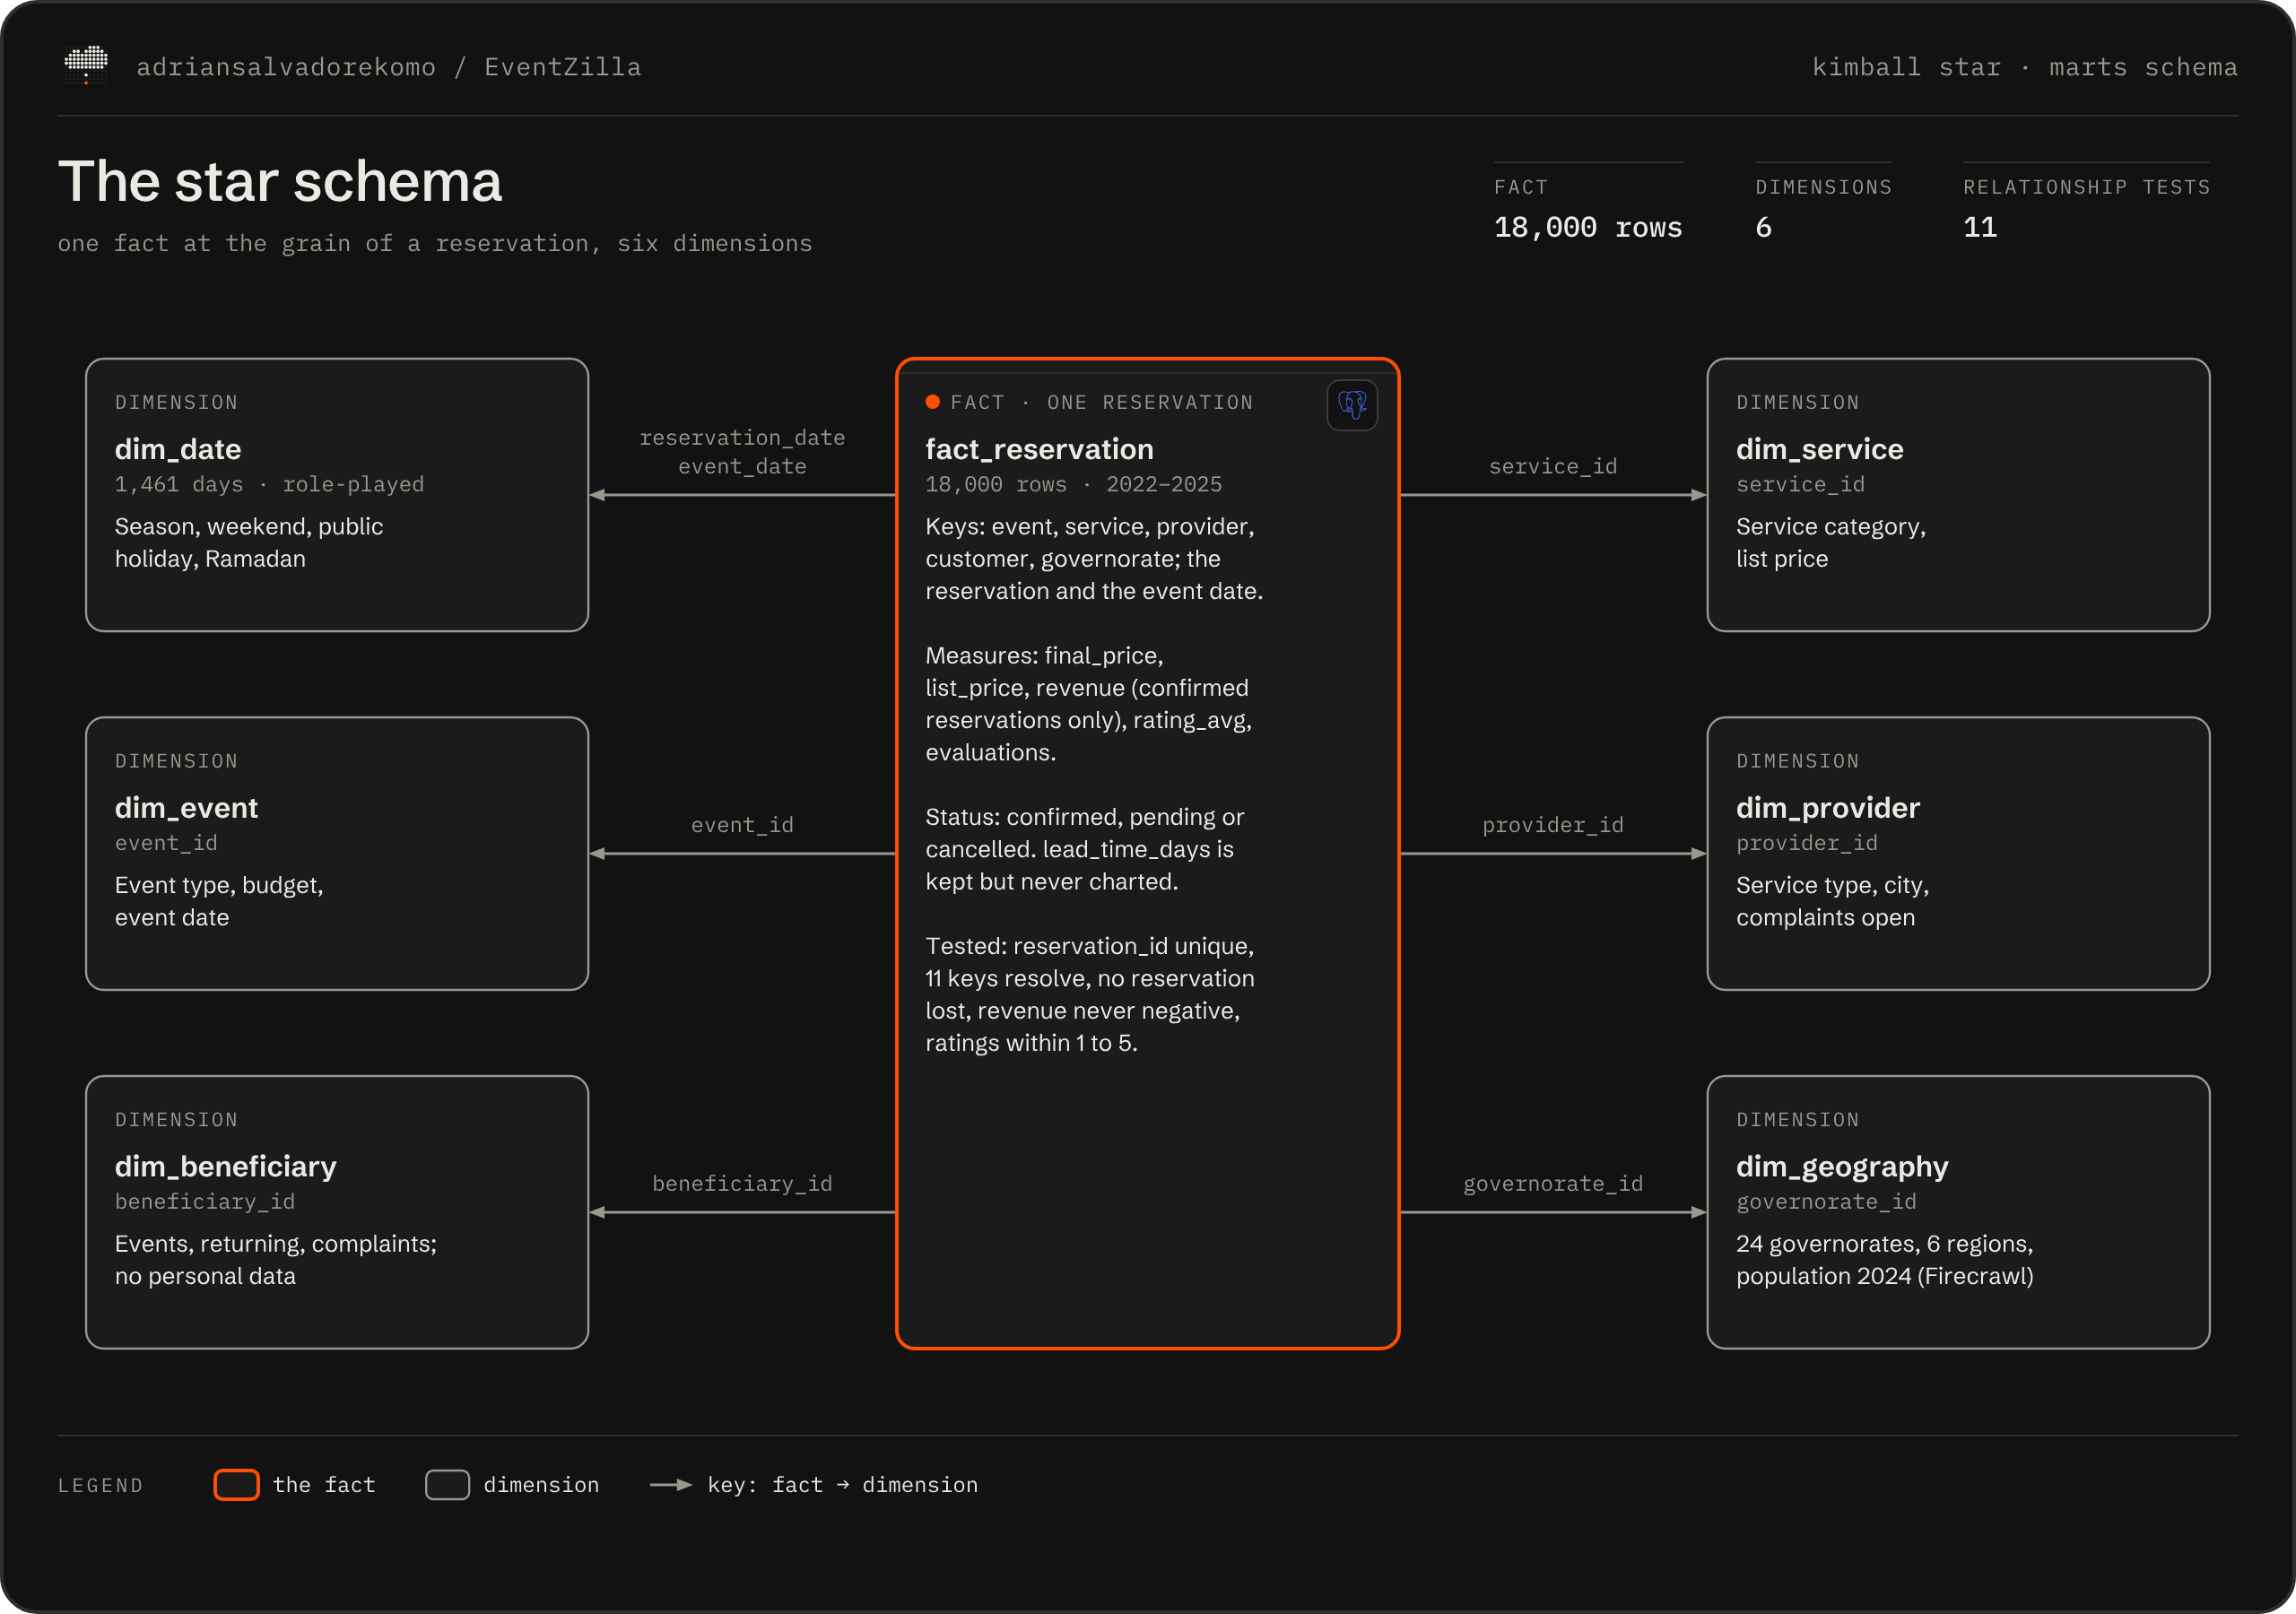 adriansalvadorekomo / EventZilla
kimball star · marts schema
The star schema
one fact at the grain of a reservation, six dimensions
FACT
18,000 rows
DIMENSIONS
6
RELATIONSHIP TESTS
11
DIMENSION
dim_date
1,461 days · role-played
Season, weekend, public
holiday, Ramadan
reservation_date
event_date
FACT · ONE RESERVATION
fact_reservation
18,000 rows · 2022–2025
Keys: event, service, provider,
customer, governorate; the
reservation and the event date.
Measures: final_price,
list_price, revenue (confirmed
reservations only), rating_avg,
evaluations.
Status: confirmed, pending or
cancelled. lead_time_days is
kept but never charted.
Tested: reservation_id unique,
11 keys resolve, no reservation
lost, revenue never negative,
ratings within 1 to 5.
service_id
DIMENSION
dim_service
service_id
Service category,
list price
DIMENSION
dim_event
event_id
Event type, budget,
event date
event_id
provider_id
DIMENSION
dim_provider
provider_id
Service type, city,
complaints open
DIMENSION
dim_beneficiary
beneficiary_id
Events, returning, complaints;
no personal data
beneficiary_id
governorate_id
DIMENSION
dim_geography
governorate_id
24 governorates, 6 regions,
population 2024 (Firecrawl)
LEGEND
the fact
dimension
key: fact → dimension